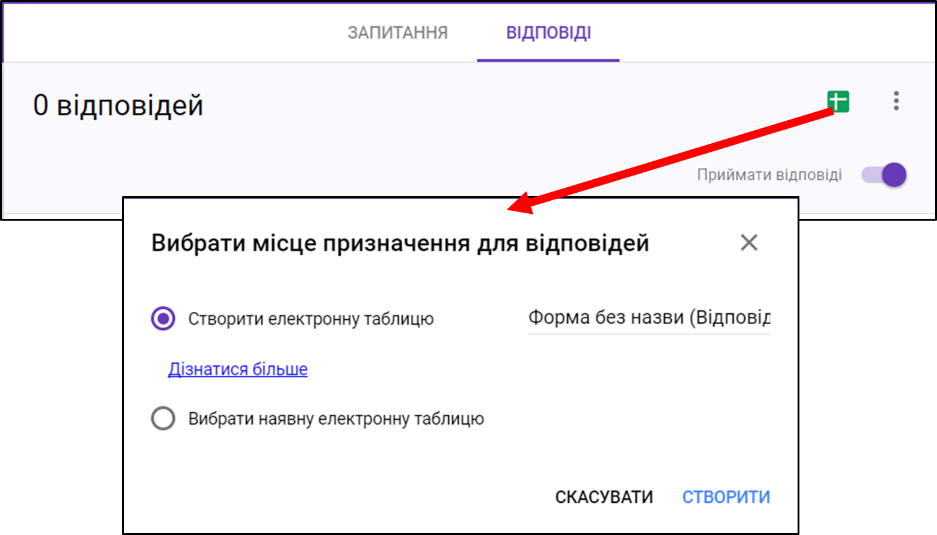 ЗАПИТАННЯ ВІДПОВІДІ
0 відповідей
Приймати відповіді
Вибрати місце призначення для відповідей
Створити електронну таблицю Форма без назви (Відповід
Дізнатися більше
Вибрати наявну електронну таблицю
СКАСУВАТИ СТВОРИТИ